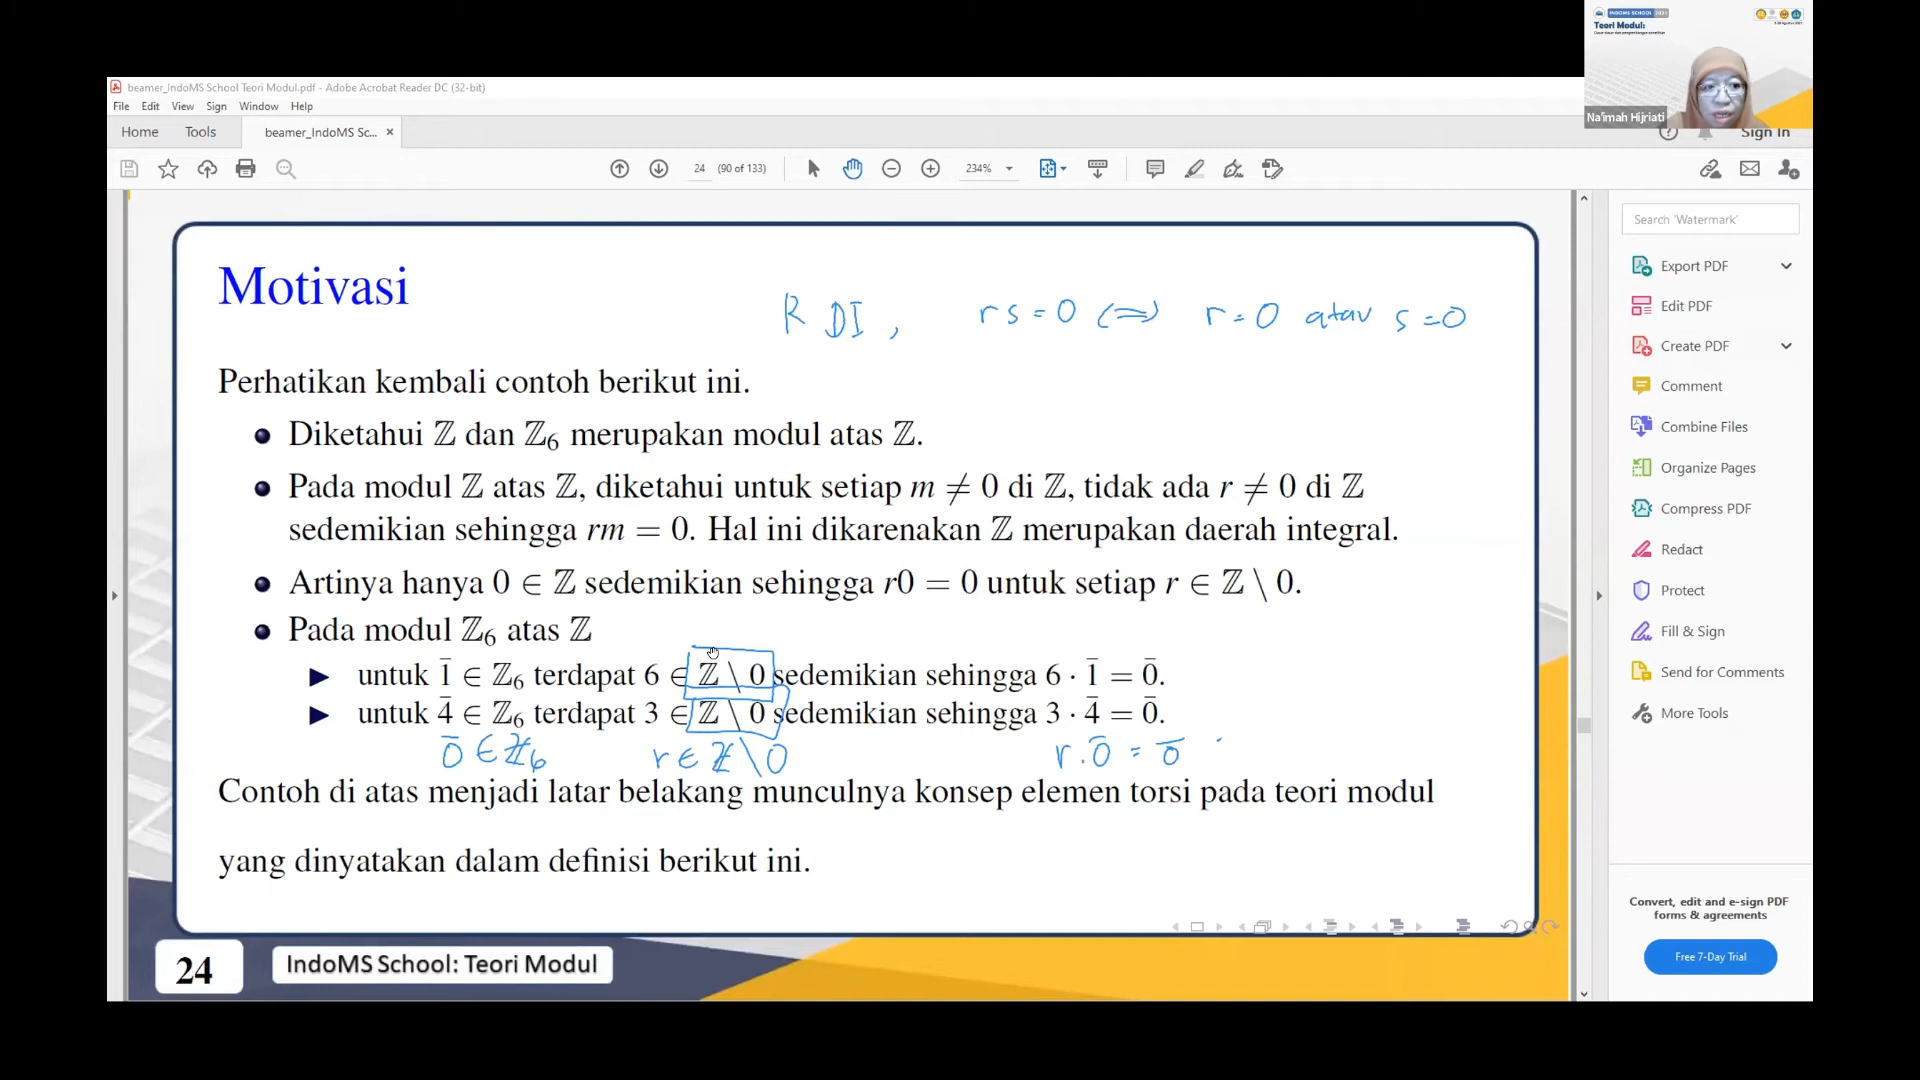 INDOMS SCHOOL 2021
Teori Modul:
Na'imah Hijriati
beamer_IndoMS School Teori Modul.pdf - Adobe Acrobat Reader DC (32-bit)
File Edit View Sign Window Help
Home Tools beamer_IndoMS Sc... × Sign In
24 (90 of 133) 234%
Search 'Watermark'
Export PDF
Edit PDF
Create PDF
Comment
Combine Files
Organize Pages
Compress PDF
Redact
Protect
Fill & Sign
Send for Comments
More Tools
Convert, edit and e-sign PDF
forms & agreements
Free 7-Day Trial
Motivasi
R DI, rs = 0 ⟺ r = 0 atau s = 0
Perhatikan kembali contoh berikut ini.
Diketahui ℤ dan ℤ₆ merupakan modul atas ℤ.
Pada modul ℤ atas ℤ, diketahui untuk setiap m ≠ 0 di ℤ, tidak ada r ≠ 0 di ℤ
sedemikian sehingga rm = 0. Hal ini dikarenakan ℤ merupakan daerah integral.
Artinya hanya 0 ∈ ℤ sedemikian sehingga r0 = 0 untuk setiap r ∈ ℤ \ 0.
Pada modul ℤ₆ atas ℤ
untuk 1̄ ∈ ℤ₆ terdapat 6 ∈ ℤ \ 0 sedemikian sehingga 6 · 1̄ = 0̄.
untuk 4̄ ∈ ℤ₆ terdapat 3 ∈ ℤ \ 0 sedemikian sehingga 3 · 4̄ = 0̄.
0̄ ∈ ℤ₆ r ∈ ℤ \ 0 r . 0̄ = 0̄
Contoh di atas menjadi latar belakang munculnya konsep elemen torsi pada teori modul
yang dinyatakan dalam definisi berikut ini.
24 IndoMS School: Teori Modul